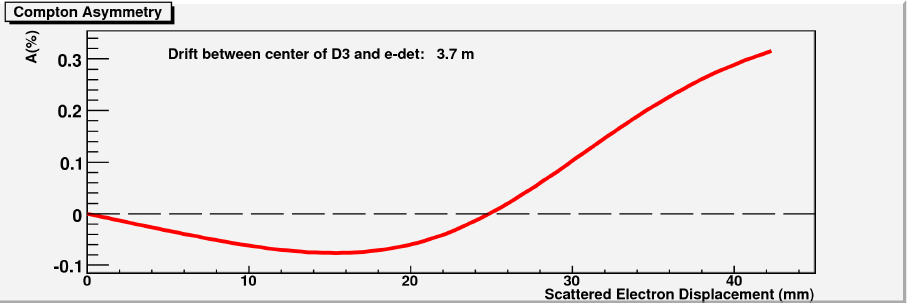 Compton Asymmetry
A(%)
Drift between center of D3 and e-det: 3.7 m
0.3
0.2
0.1
0
-0.1
0 10 20 30 40
Scattered Electron Displacement (mm)